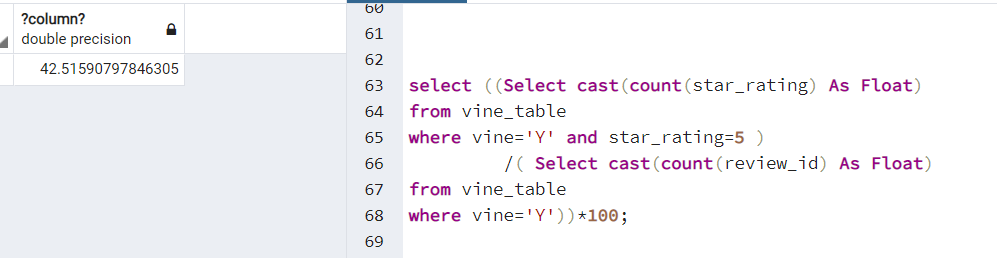 ?column?
double precision
42.51590797846305
60
61
62
63 select ((Select cast(count(star_rating) As Float)
64 from vine_table
65 where vine='Y' and star_rating=5 )
66 /( Select cast(count(review_id) As Float)
67 from vine_table
68 where vine='Y'))*100;
69